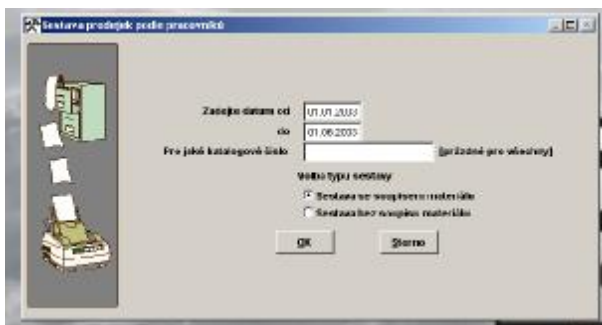 Sestava prodejek podle pracovníků
Zadejte datum od 01.01.2003
do 01.06.2003
Pro jaké katalogové číslo (prázdné pro všechny)
Volba typu sestavy
Sestava se soupisem materiálu
Sestava bez soupisu materiálu
OK Storno